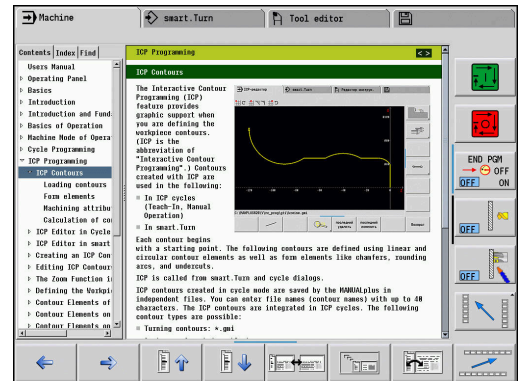 Machine
smart.Turn
Tool editor
Contents Index Find
Users Manual
Operating Panel
Basics
Introduction
Introduction and Fund
Basics of Operation
Machine Mode of Opera
Cycle Programming
ICP Programming
ICP Contours
Loading contours
Form elements
Machining attribu
Calculation of co
ICP Editor in Cycle
ICP Editor in smart
Creating an ICP Con
Editing ICP Contour
The Zoom Function i
Defining the Workpi
Contour Elements of
Contour Elements on
Contour Elements on
ICP Programming
<>
ICP Contours
The Interactive Contour
Programming (ICP)
feature provides
graphic support when
you are defining the
workpiece contours.
(ICP is the
abbreviation of
"Interactive Contour
Programming".) Contours
created with ICP are
used in the following:
In ICP cycles
(Teach-In, Manual
Operation)
In smart.Turn
smart.Turn
Each contour begins
with a starting point. The following contours are defined using linear and
circular contour elements as well as form elements like chamfers, rounding
arcs, and undercuts.
ICP is called from smart.Turn and cycle dialogs.
ICP contours created in cycle mode are saved by the MANUALplus in
independent files. You can enter file names (contour names) with up to 40
characters. The ICP contours are integrated in ICP cycles. The following
contour types are possible:
Turning contours: *.gmi
END PGM
OFF
OFF ON
OFF
OFF